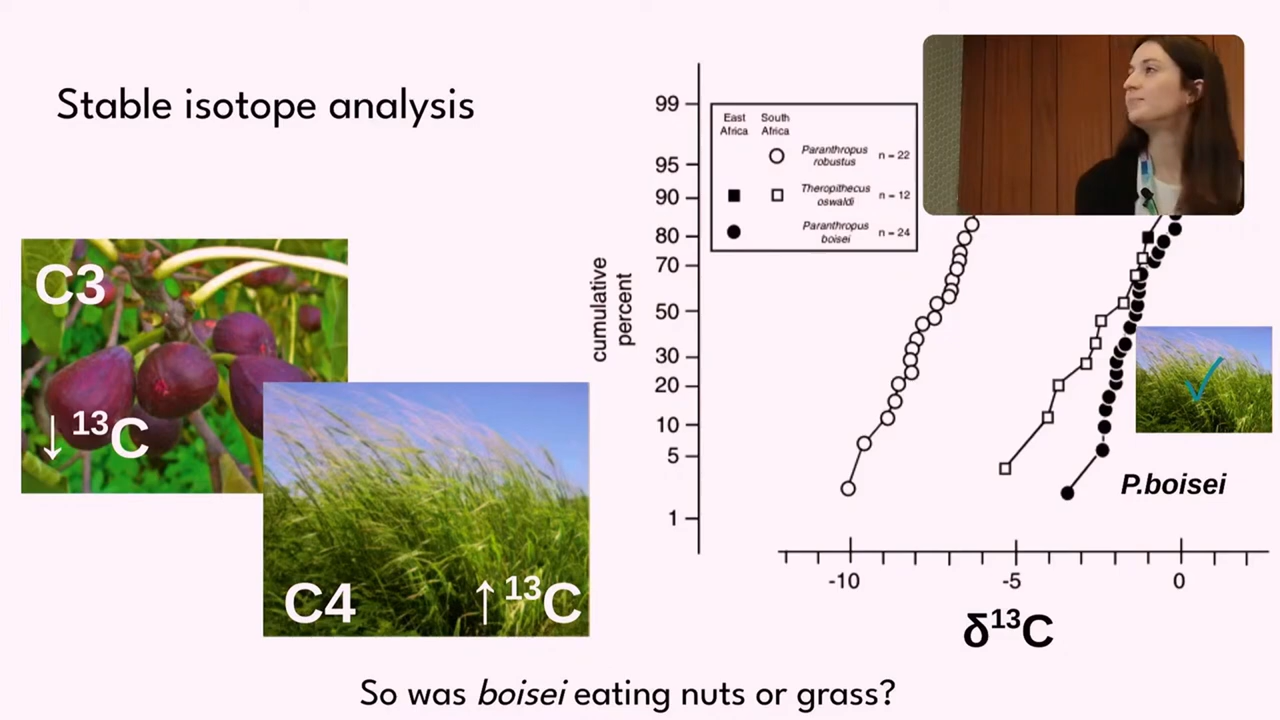 Stable isotope analysis
C3
↓ 13C
C4
↑ 13C
99
95
90
80
70
50
30
20
10
5
1
cumulative
percent
East Africa
South Africa
Paranthropus robustus n = 22
Theropithecus oswaldi n = 12
Paranthropus boisei n = 24
P.boisei
-10
-5
0
δ13C
So was boisei eating nuts or grass?